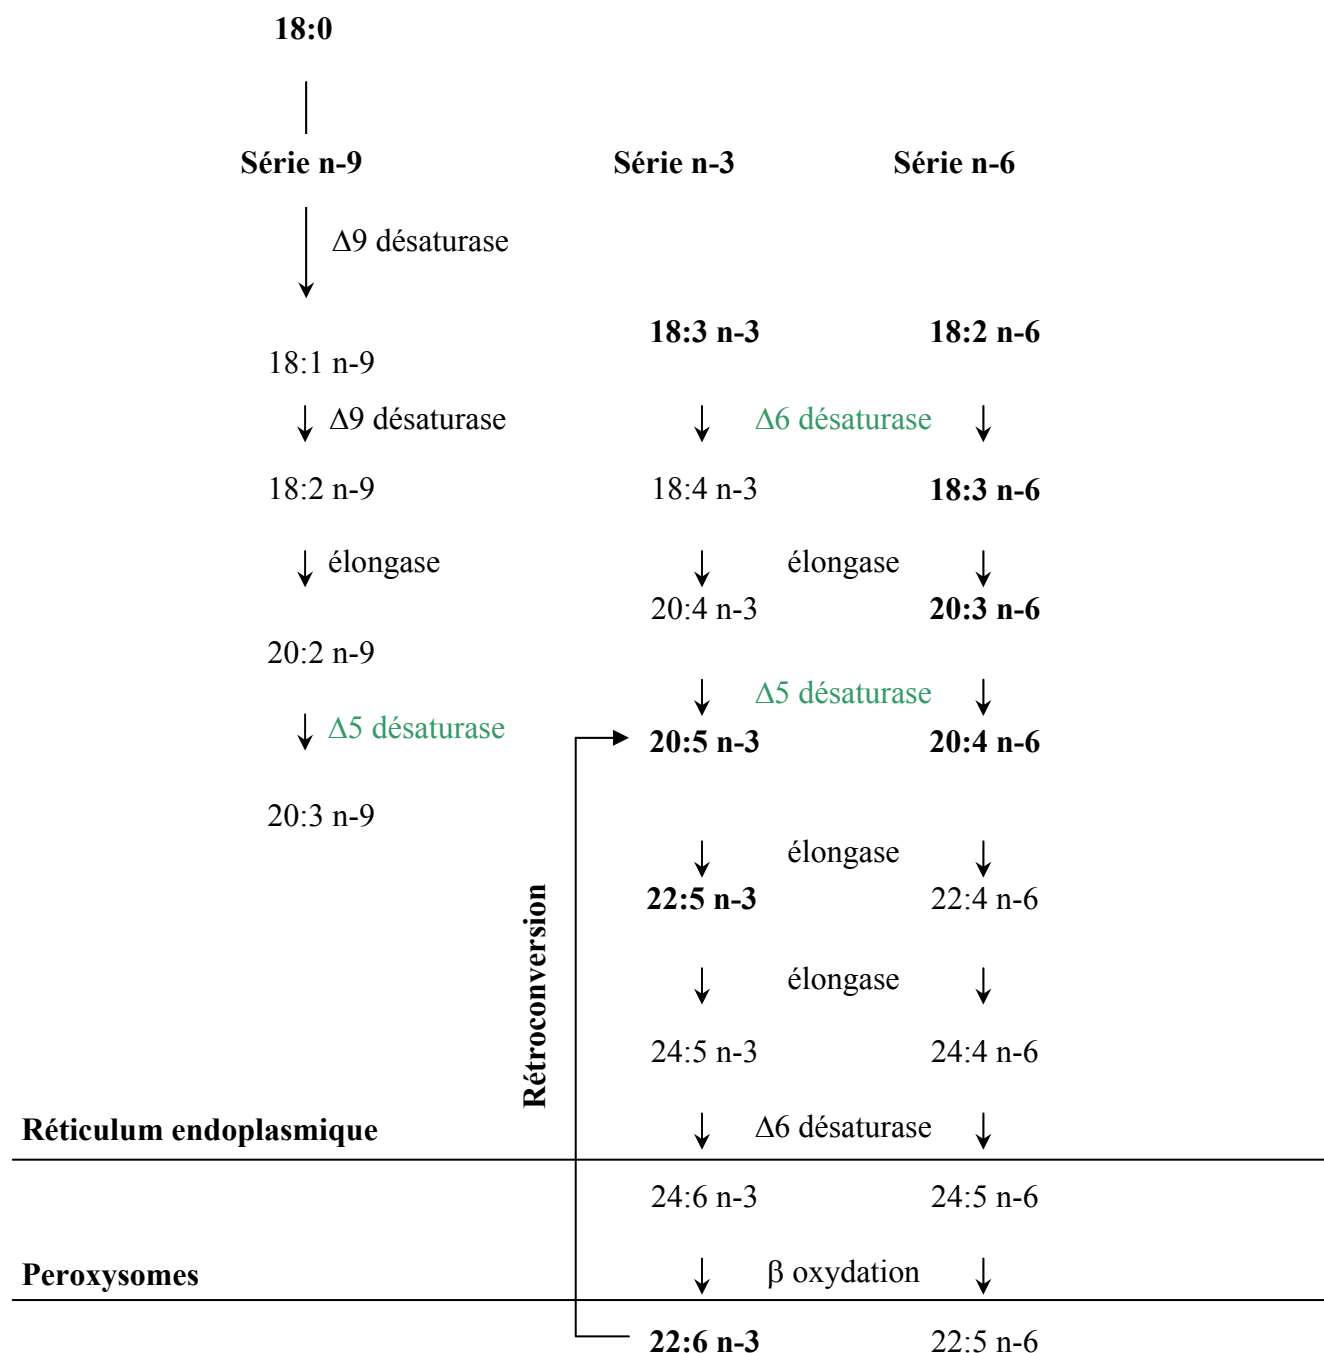 18:0
Série n-9
Série n-3
Série n-6
Δ9 désaturase
18:3 n-3
18:2 n-6
18:1 n-9
Δ9 désaturase
Δ6 désaturase
18:2 n-9
18:4 n-3
18:3 n-6
élongase
élongase
20:4 n-3
20:3 n-6
20:2 n-9
Δ5 désaturase
Δ5 désaturase
20:5 n-3
20:4 n-6
20:3 n-9
élongase
22:5 n-3
22:4 n-6
Rétroconversion
élongase
24:5 n-3
24:4 n-6
Réticulum endoplasmique
Δ6 désaturase
24:6 n-3
24:5 n-6
Peroxysomes
β oxydation
22:6 n-3
22:5 n-6